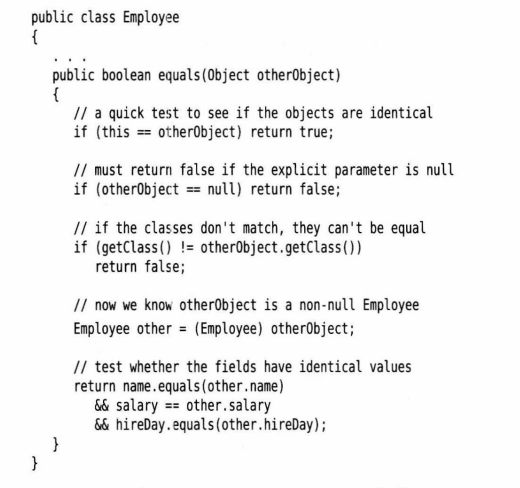 public class Employee
{
. . .
public boolean equals(Object otherObject)
{
// a quick test to see if the objects are identical
if (this == otherObject) return true;
// must return false if the explicit parameter is null
if (otherObject == null) return false;
// if the classes don't match, they can't be equal
if (getClass() != otherObject.getClass())
return false;
// now we know otherObject is a non-null Employee
Employee other = (Employee) otherObject;
// test whether the fields have identical values
return name.equals(other.name)
&& salary == other.salary
&& hireDay.equals(other.hireDay);
}
}